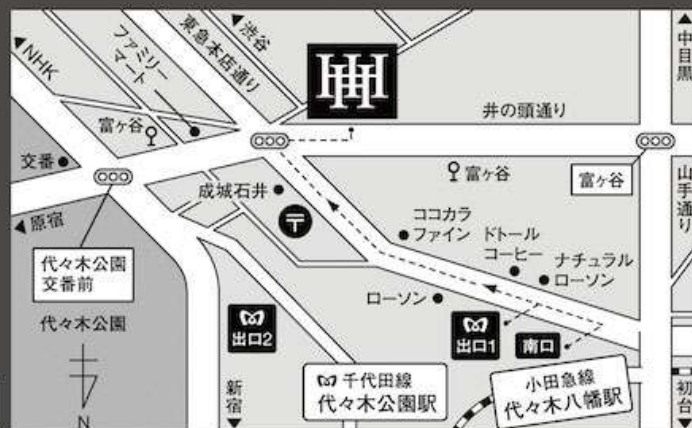 NHK
ファミリー
マート
東急本店通り
渋谷
HHH
井の頭通り
中目黒
富ヶ谷
交番
成城石井
富ヶ谷
富ヶ谷
山手通り
原宿
〒
ココカラ
ファイン
ドトール
コーヒー
ナチュラル
ローソン
代々木公園
交番前
代々木公園
ローソン
出口2
出口1
南口
千代田線
代々木公園駅
小田急線
代々木八幡駅
新宿
初台
N